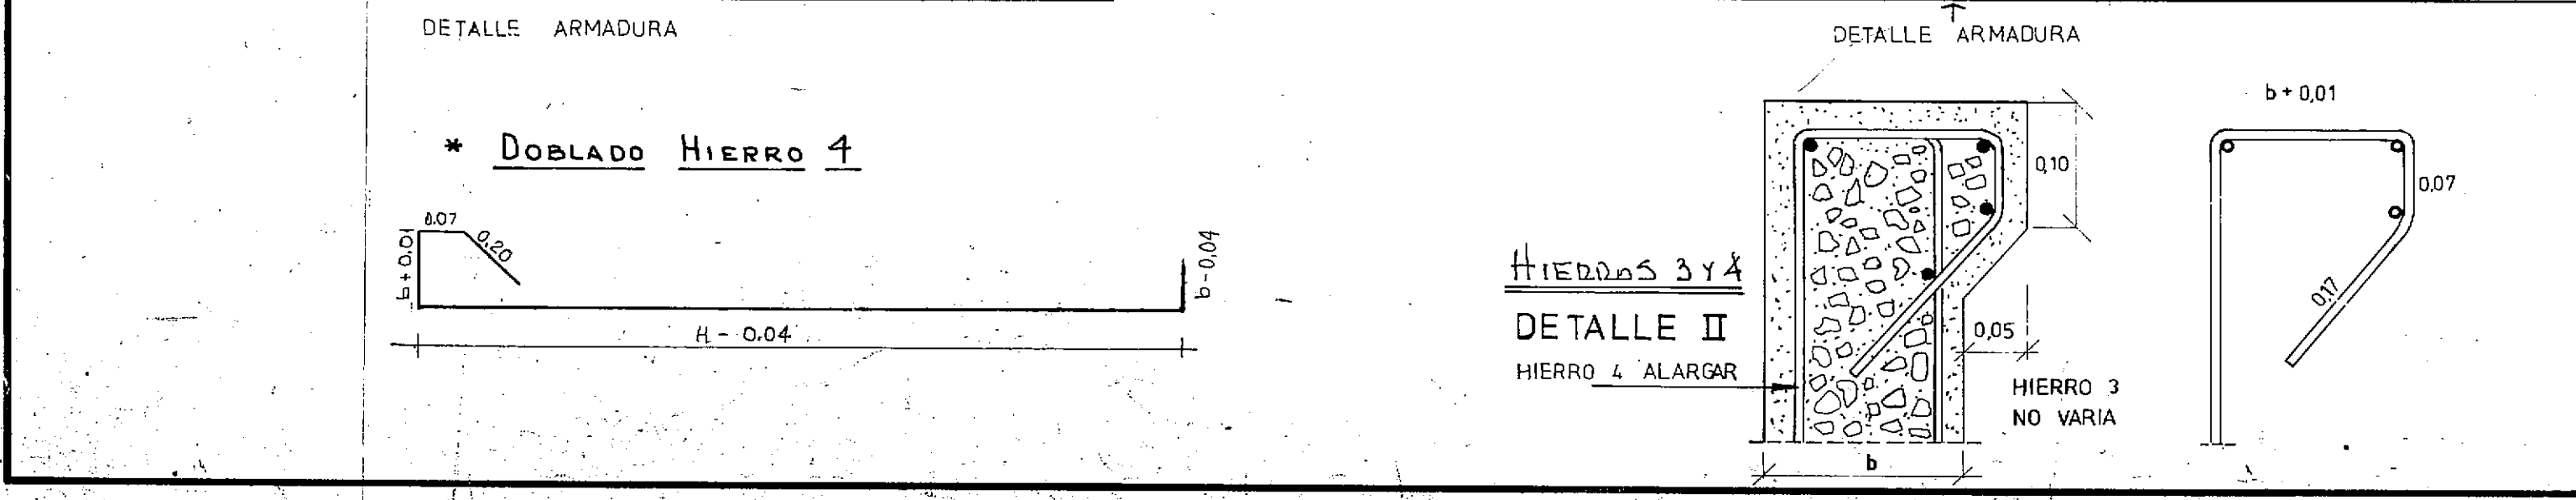 DETALLE ARMADURA
* DOBLADO HIERRO 4
0.07
0,20
b + 0,01
b - 0,04
H - 0.04
DETALLE ARMADURA
0,10
0,05
HIERROS 3 Y 4
DETALLE II
HIERRO 4 ALARGAR
HIERRO 3
NO VARIA
b
b + 0,01
0,07
0,17